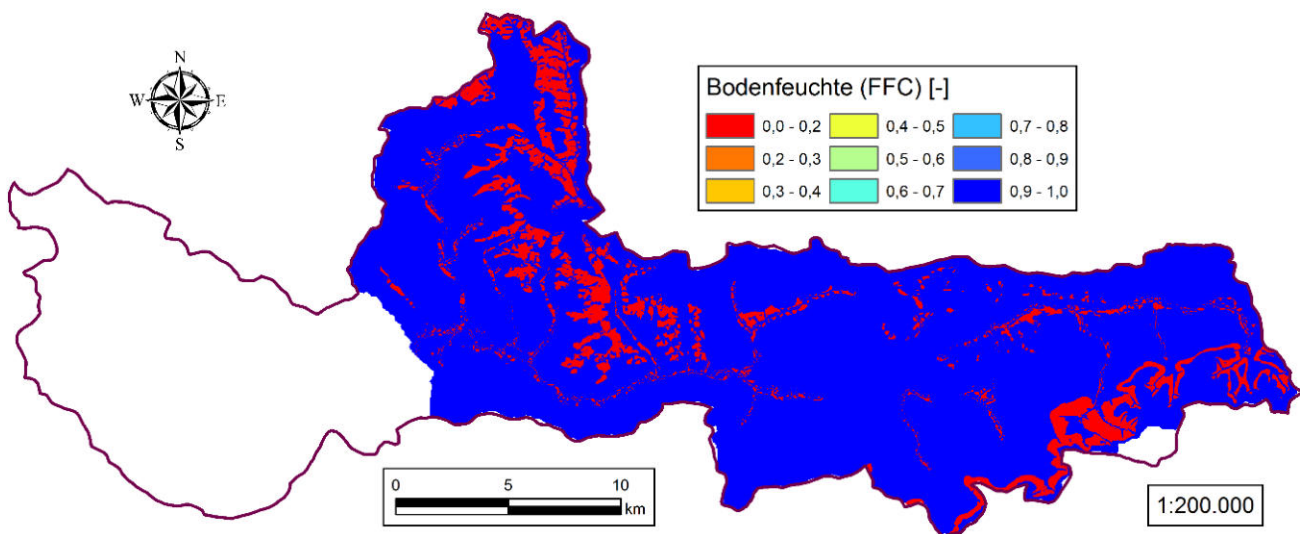 N
W E
S
Bodenfeuchte (FFC) [-]
0,0 - 0,2 0,4 - 0,5 0,7 - 0,8
0,2 - 0,3 0,5 - 0,6 0,8 - 0,9
0,3 - 0,4 0,6 - 0,7 0,9 - 1,0
0 5 10
km
1:200.000